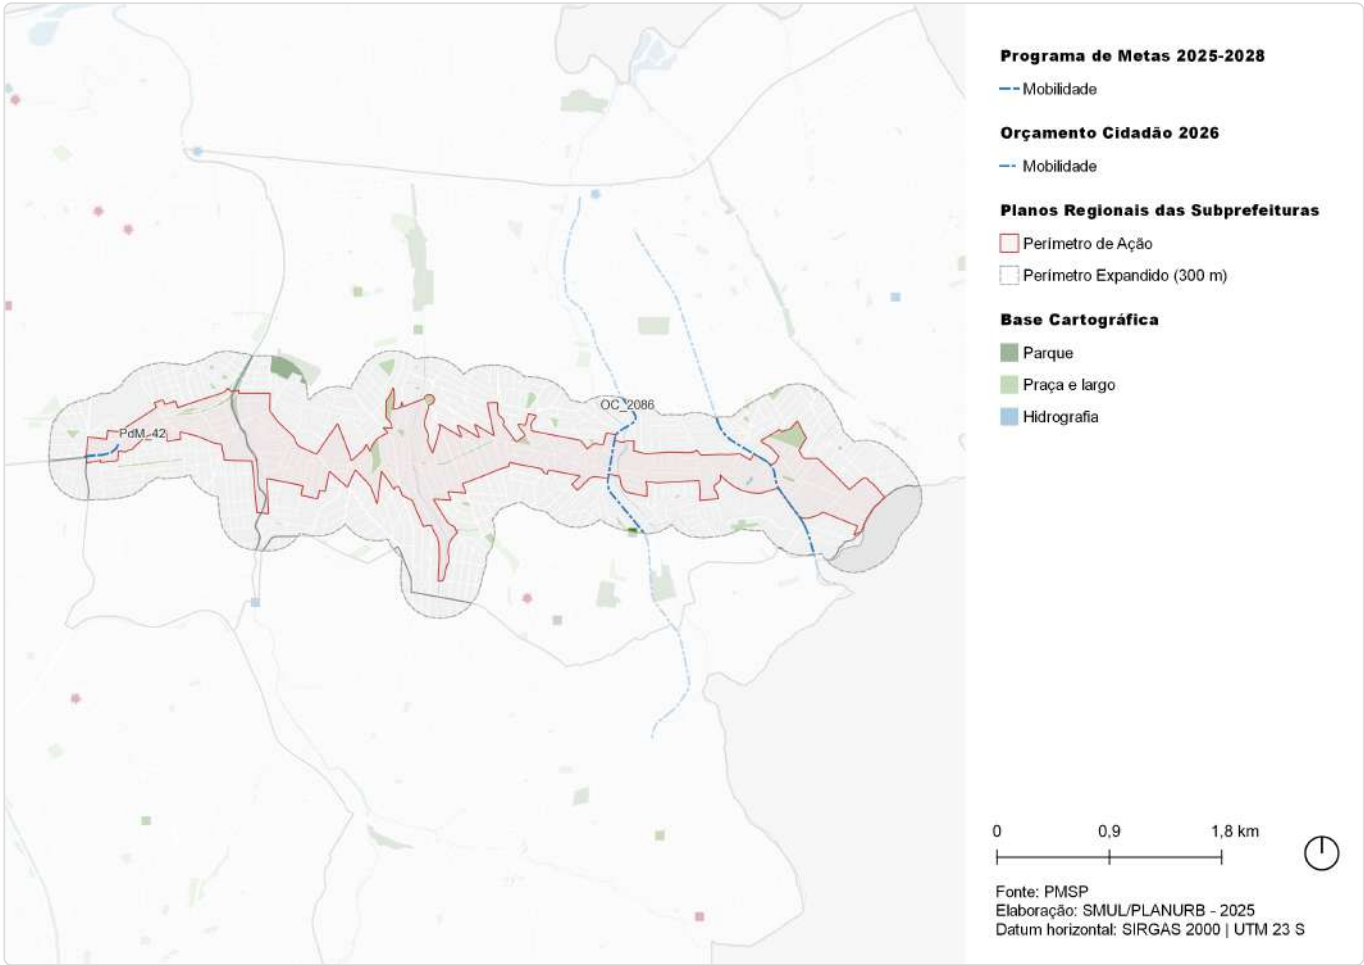 Programa de Metas 2025-2028
Mobilidade
Orçamento Cidadão 2026
Mobilidade
Planos Regionais das Subprefeituras
Perímetro de Ação
Perímetro Expandido (300 m)
Base Cartográfica
Parque
Praça e largo
Hidrografia
OC_2086
PdM_42
0 0,9 1,8 km
Fonte: PMSP
Elaboração: SMUL/PLANURB - 2025
Datum horizontal: SIRGAS 2000 | UTM 23 S